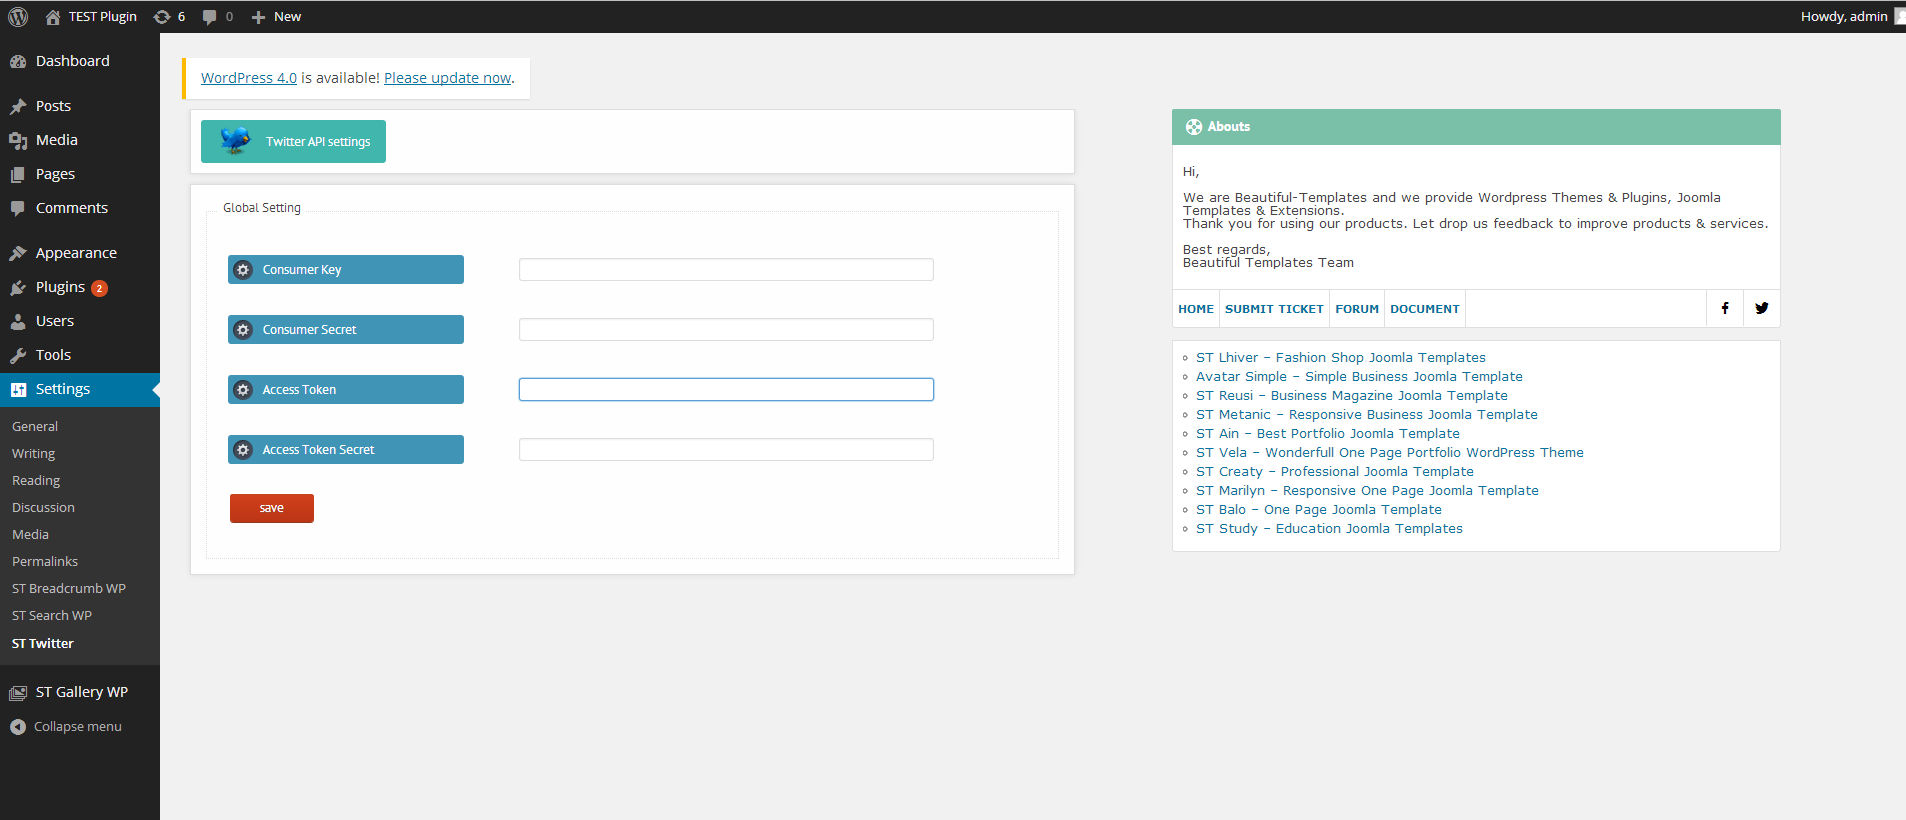 TEST Plugin 6 0 New
Howdy, admin
Dashboard
Posts
Media
Pages
Comments
Appearance
Plugins 2
Users
Tools
Settings
General
Writing
Reading
Discussion
Media
Permalinks
ST Breadcrumb WP
ST Search WP
ST Twitter
ST Gallery WP
Collapse menu
WordPress 4.0 is available! Please update now.
Twitter API settings
Global Setting
Consumer Key
Consumer Secret
Access Token
Access Token Secret
save
Abouts
Hi,
We are Beautiful-Templates and we provide Wordpress Themes & Plugins, Joomla
Templates & Extensions.
Thank you for using our products. Let drop us feedback to improve products & services.
Best regards,
Beautiful Templates Team
HOME SUBMIT TICKET FORUM DOCUMENT
ST Lhiver – Fashion Shop Joomla Templates
Avatar Simple – Simple Business Joomla Template
ST Reusi – Business Magazine Joomla Template
ST Metanic – Responsive Business Joomla Template
ST Ain – Best Portfolio Joomla Template
ST Vela – Wonderfull One Page Portfolio WordPress Theme
ST Creaty – Professional Joomla Template
ST Marilyn – Responsive One Page Joomla Template
ST Balo – One Page Joomla Template
ST Study – Education Joomla Templates